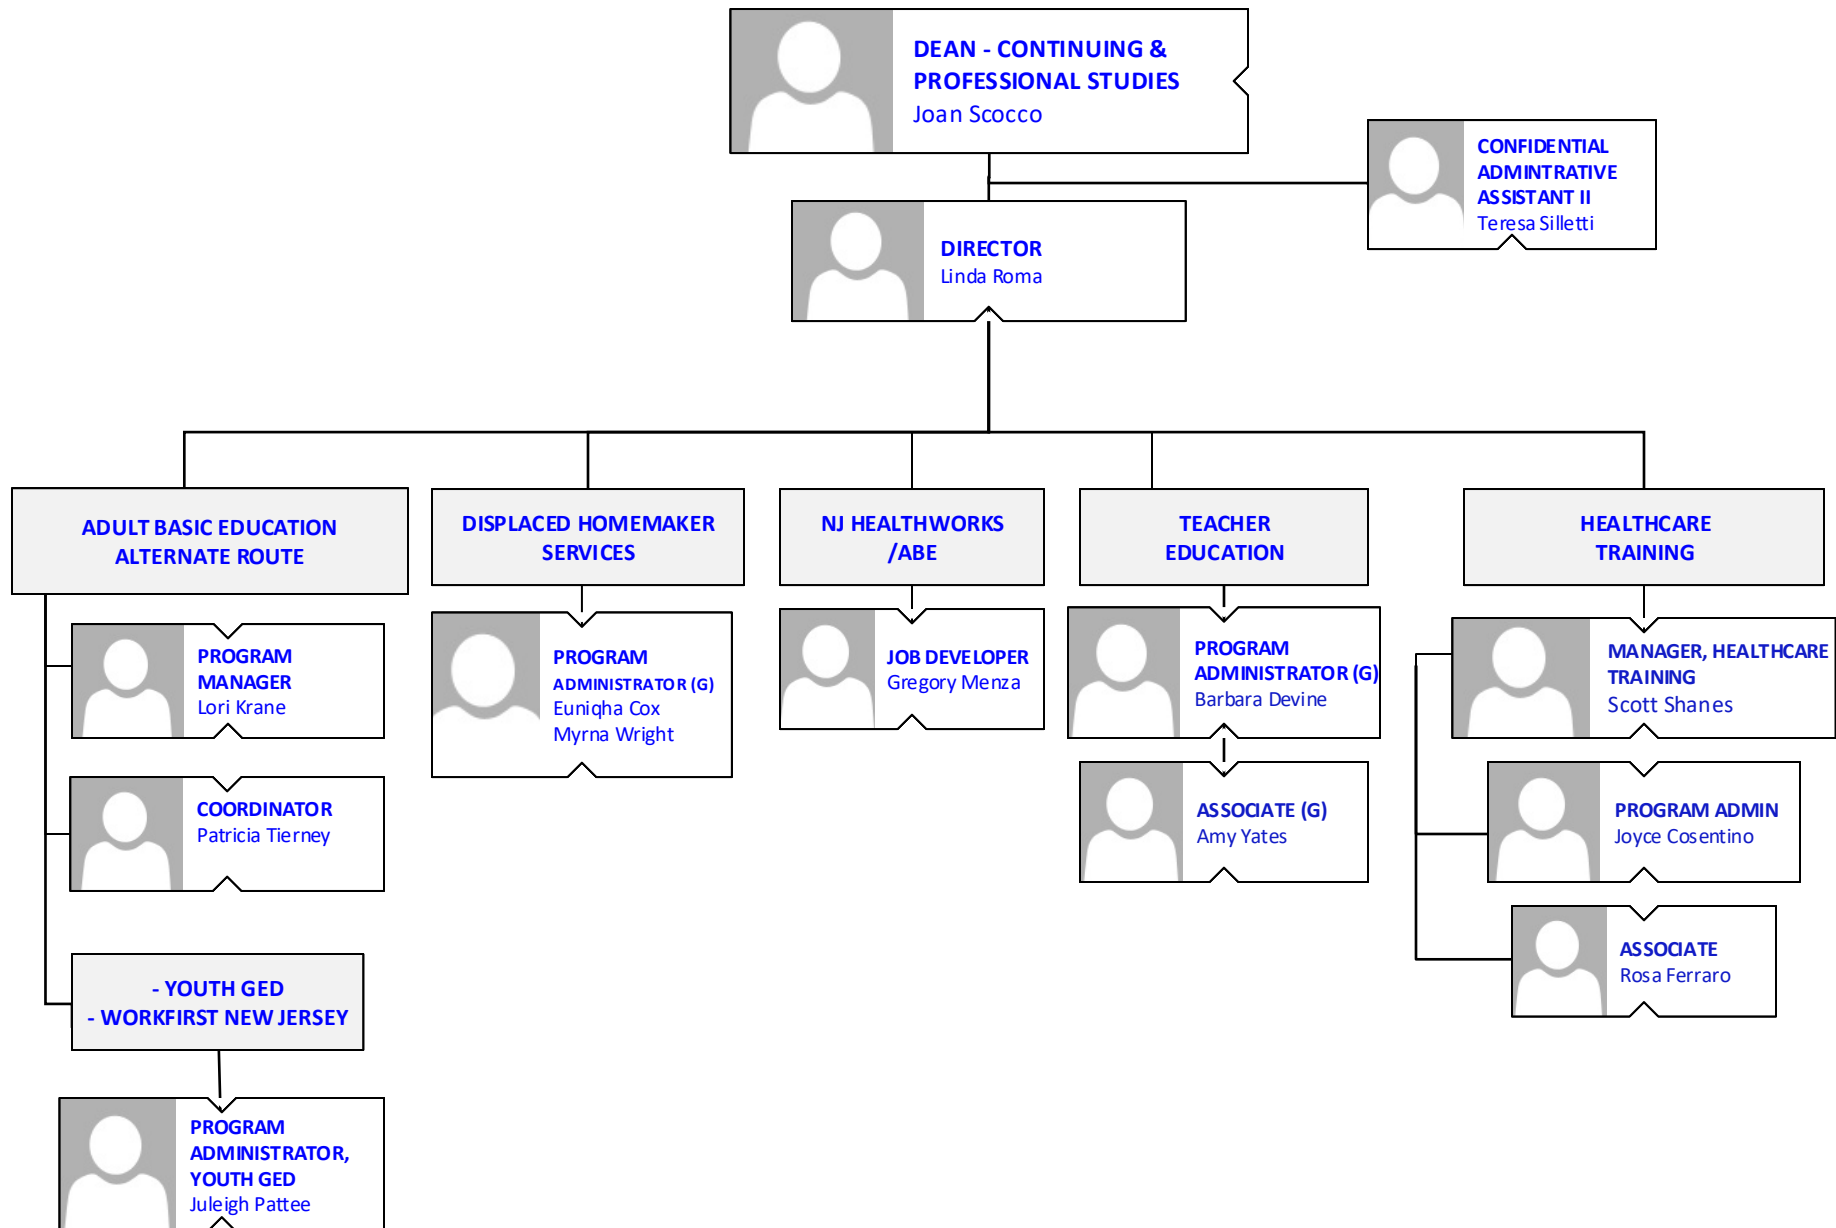 DEAN - CONTINUING &
PROFESSIONAL STUDIES
Joan Scocco
CONFIDENTIAL
ADMINTRATIVE
ASSISTANT II
Teresa Silletti
DIRECTOR
Linda Roma
ADULT BASIC EDUCATION
ALTERNATE ROUTE
DISPLACED HOMEMAKER
SERVICES
NJ HEALTHWORKS
/ABE
TEACHER
EDUCATION
HEALTHCARE
TRAINING
PROGRAM
MANAGER
Lori Krane
PROGRAM
ADMINISTRATOR (G)
Euniqha Cox
Myrna Wright
JOB DEVELOPER
Gregory Menza
PROGRAM
ADMINISTRATOR (G)
Barbara Devine
MANAGER, HEALTHCARE
TRAINING
Scott Shanes
COORDINATOR
Patricia Tierney
ASSOCIATE (G)
Amy Yates
PROGRAM ADMIN
Joyce Cosentino
ASSOCIATE
Rosa Ferraro
- YOUTH GED
- WORKFIRST NEW JERSEY
PROGRAM
ADMINISTRATOR,
YOUTH GED
Juleigh Pattee